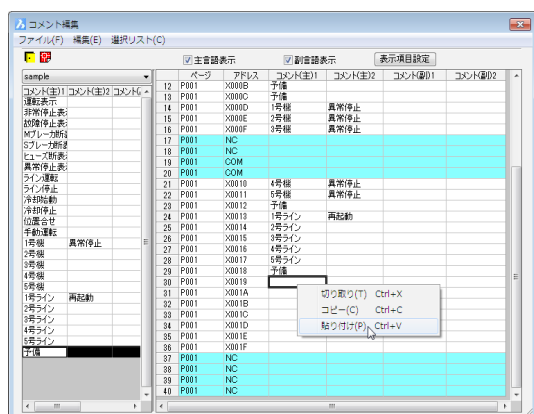 コメント編集
ファイル(F) 編集(E) 選択リスト(C)
主言語表示 副言語表示 表示項目設定
sample
コメント(主)1 コメント(主)2 コメント(
運転表示
非常停止表
故障停止表
Mブレーカ断
Sブレーカ断
ヒューズ断表
異常停止表
ライン運転
ライン停止
冷却始動
冷却停止
位置合せ
手動運転
1号機 異常停止
2号機
3号機
4号機
5号機
1号ライン 再起動
2号ライン
3号ライン
4号ライン
5号ライン
予備
ページ アドレス コメント(主)1 コメント(主)2 コメント(副)1 コメント(副)2
12 P001 X000B 予備
13 P001 X000C 予備
14 P001 X000D 1号機 異常停止
15 P001 X000E 2号機 異常停止
16 P001 X000F 3号機 異常停止
17 P001 NC
18 P001 NC
19 P001 COM
20 P001 COM
21 P001 X0010 4号機 異常停止
22 P001 X0011 5号機 異常停止
23 P001 X0012 予備
24 P001 X0013 1号ライン 再起動
25 P001 X0014 2号ライン
26 P001 X0015 3号ライン
27 P001 X0016 4号ライン
28 P001 X0017 5号ライン
29 P001 X0018 予備
30 P001 X0019
31 P001 X001A
32 P001 X001B
33 P001 X001C
34 P001 X001D
35 P001 X001E
36 P001 X001F
37 P001 NC
38 P001 NC
39 P001 NC
40 P001 NC
切り取り(T) Ctrl+X
コピー(C) Ctrl+C
貼り付け(P) Ctrl+V